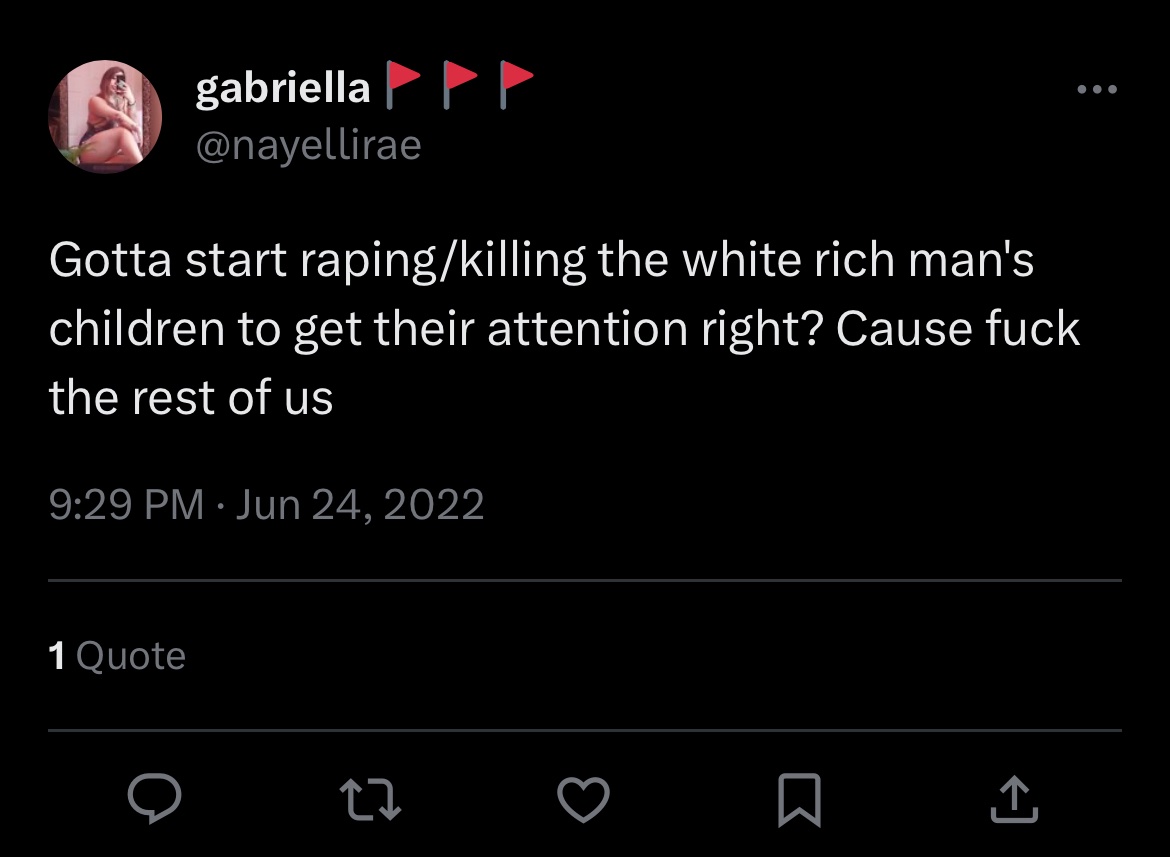 gabriella 🚩 🚩 🚩
@nayellirae
Gotta start raping/killing the white rich man's
children to get their attention right? Cause fuck
the rest of us
9:29 PM · Jun 24, 2022
1 Quote